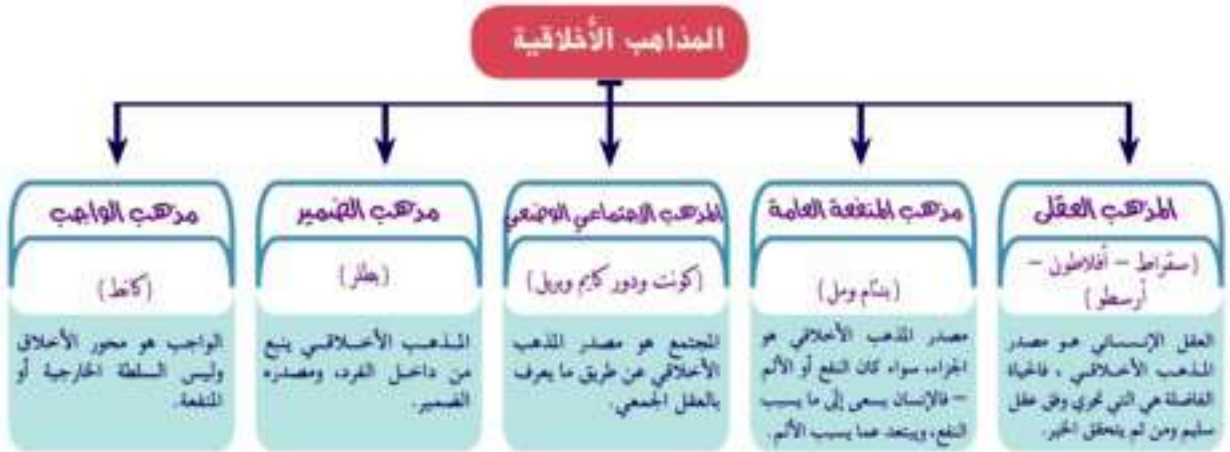 المذاهب الأخلاقية
المذهب العقلي
(سقراط – أفلاطون –
أرسطو)
العقل الإنساني هو مصدر
المذهب الأخلاقي، فالحياة
الفاضلة هي التي تجري وفق عقل
سليم ومن ثم يتحقق الخير.
مذهب المنفعة العامة
(بنتام ومل)
مصدر المذهب الأخلاقي هو
الجزاء، سواء كان النفع أو الألم
– فالإنسان يسعى إلى ما يسبب
النفع، ويبتعد عما يسبب الألم.
المذهب الاجتماعي الوضعي
(كونت ودور كايم وبريل)
المجتمع هو مصدر المذهب
الأخلاقي عن طريق ما يعرف
بالعقل الجمعي.
مذهب الضمير
(بطلر)
المذهب الأخلاقي ينبع
من داخل الفرد، ومصدره
الضمير.
مذهب الواجب
(كانط)
الواجب هو محور الأخلاق
وليس السلطة الخارجية أو
المنفعة.